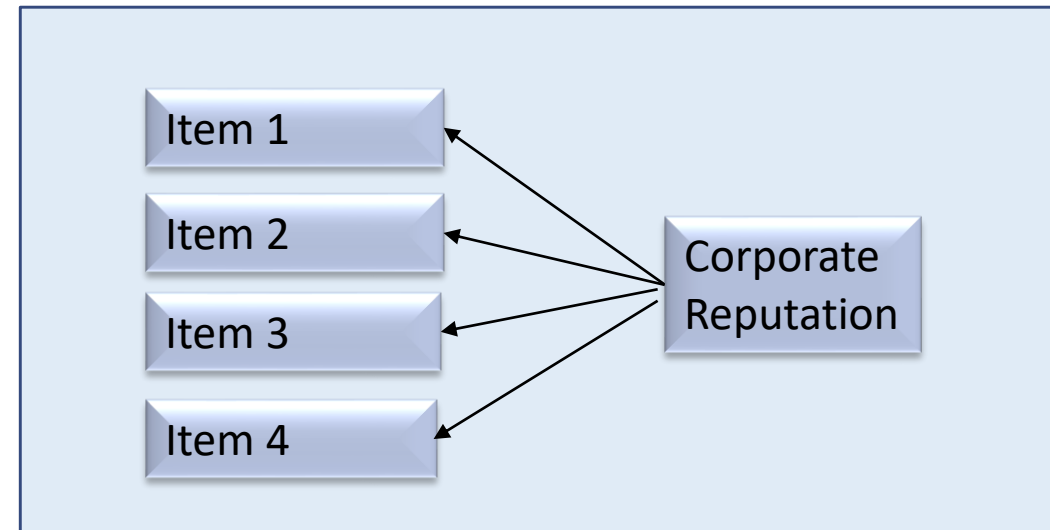 Item 1
Item 2
Item 3
Item 4
Corporate
Reputation